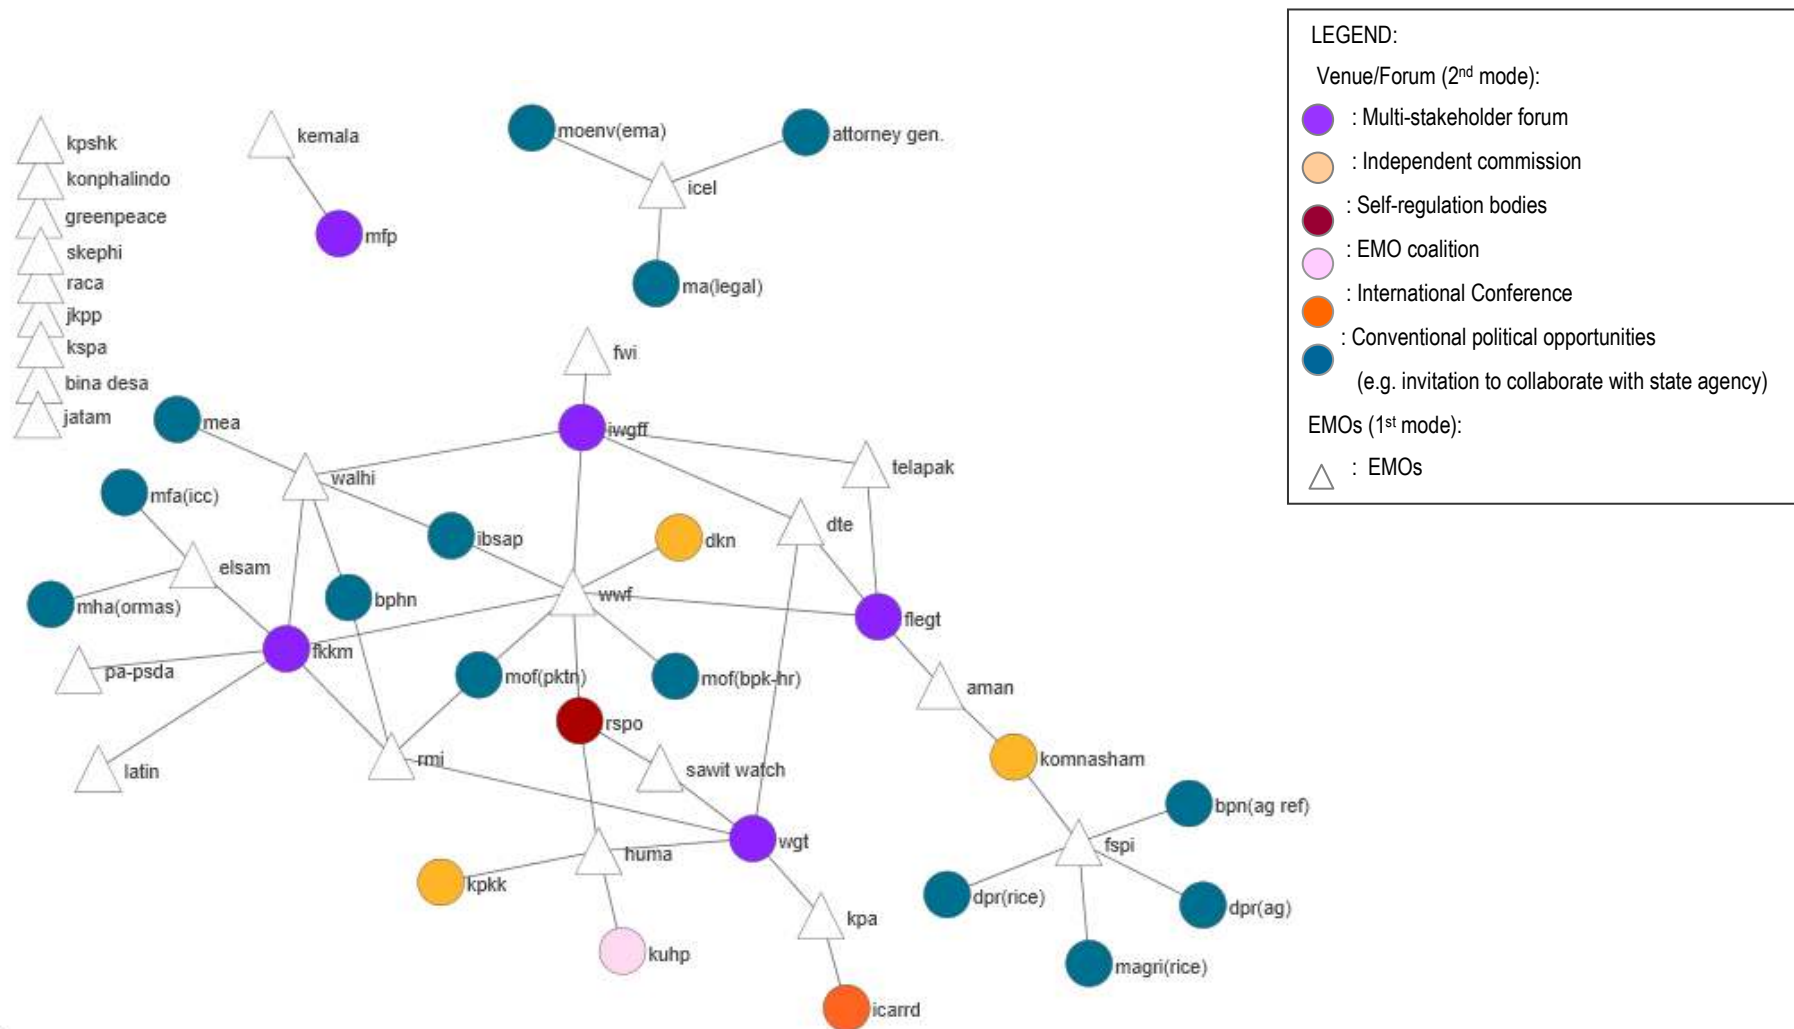 LEGEND:
Venue/Forum (2nd mode):
: Multi-stakeholder forum
: Independent commission
: Self-regulation bodies
: EMO coalition
: International Conference
: Conventional political opportunities
(e.g. invitation to collaborate with state agency)
EMOs (1st mode):
: EMOs
kpshk
konphalindo
greenpeace
skephi
raca
jkpp
kspa
bina desa
jatam
kemala
mfp
moenv(ema)
attorney gen.
icel
ma(legal)
fwi
iwgff
mea
walhi
telapak
mfa(icc)
ibsap
dkn
dte
elsam
mha(ormas)
bphn
wwf
flegt
fkkm
pa-psda
mof(pktn)
mof(bpk-hr)
aman
rspo
latin
rmi
sawit watch
komnasham
bpn(ag ref)
wgt
huma
fspi
kpkk
dpr(rice)
dpr(ag)
kpa
kuhp
magri(rice)
icarrd